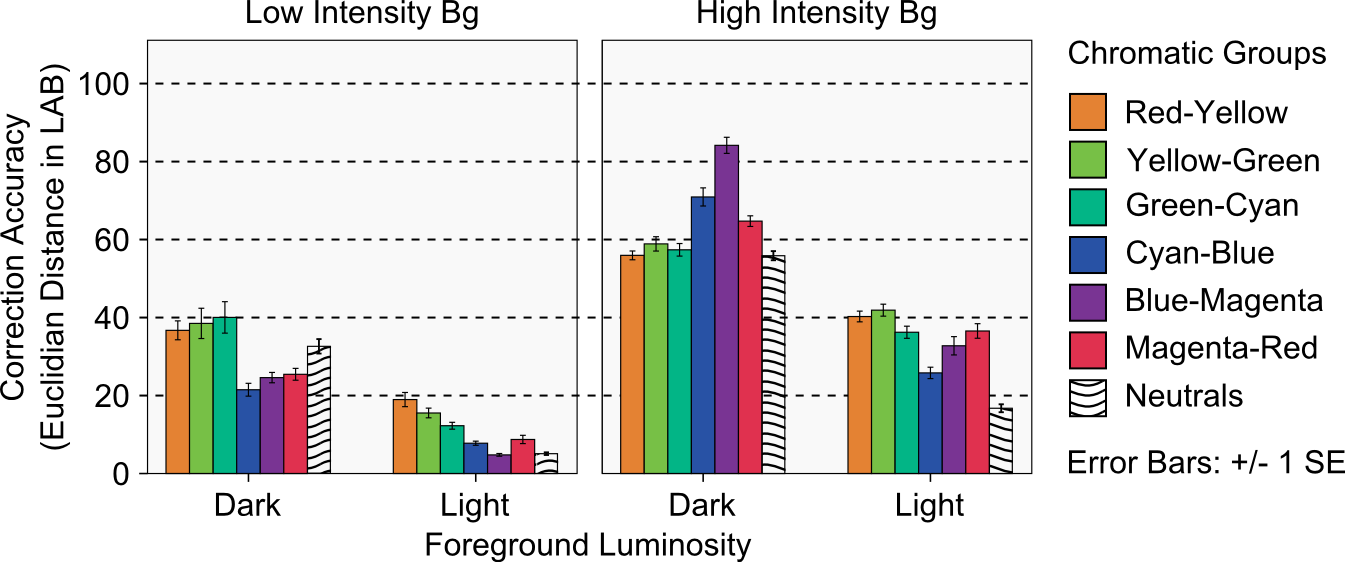 Low Intensity Bg
High Intensity Bg
Correction Accuracy
(Euclidian Distance in LAB)
100
80
60
40
20
0
Dark
Light
Dark
Light
Foreground Luminosity
Chromatic Groups
Red-Yellow
Yellow-Green
Green-Cyan
Cyan-Blue
Blue-Magenta
Magenta-Red
Neutrals
Error Bars: +/- 1 SE